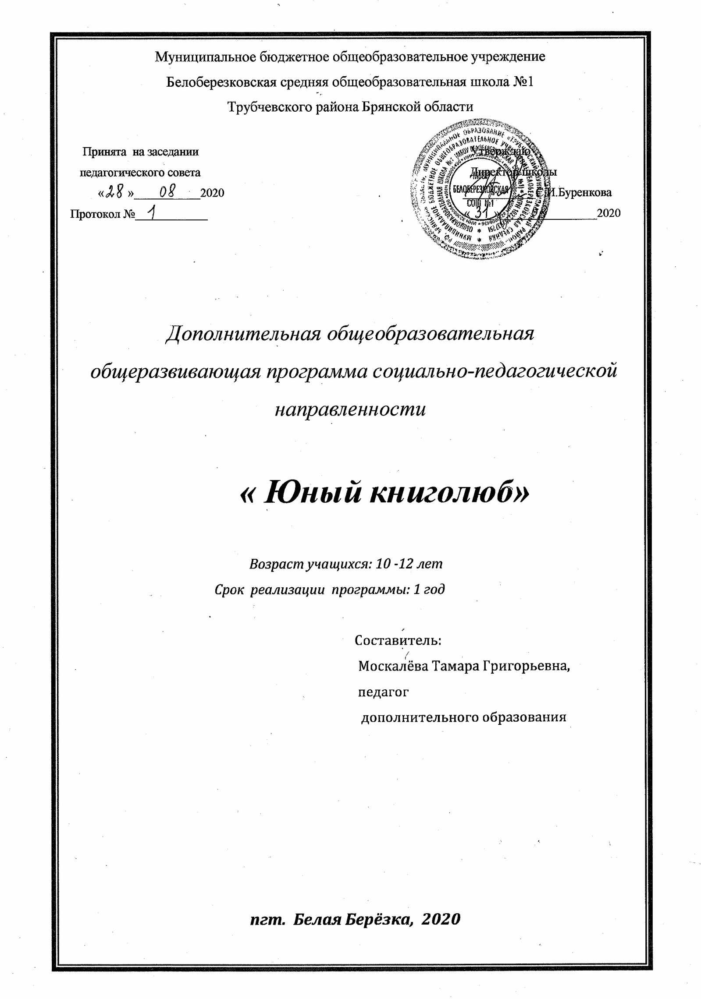 Муниципальное бюджетное общеобразовательное учреждение
Белоберезковская средняя общеобразовательная школа №1
Трубчевского района Брянской области
Принята на заседании
педагогического совета
«28» 08 2020
Протокол № 1
Утверждаю
Директор школы
Буренкова
« 31 » 2020
БЕЛОБЕРЕЗКОВСКАЯ
СОШ №1
Дополнительная общеобразовательная
общеразвивающая программа социально-педагогической
направленности
« Юный книголюб»
Возраст учащихся: 10 -12 лет
Срок реализации программы: 1 год
Составитель:
Москалёва Тамара Григорьевна,
педагог
дополнительного образования
пгт. Белая Берёзка, 2020